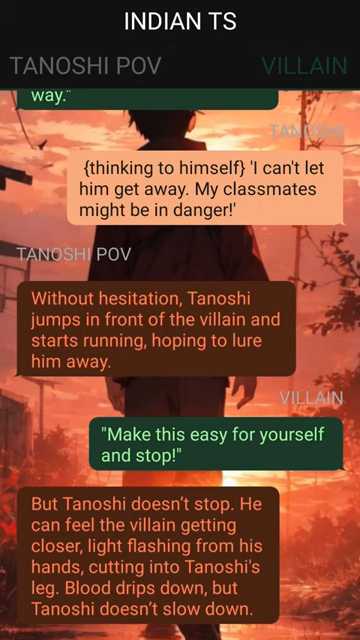 INDIAN TS
TANOSHI POV
VILLAIN
way."
TANOSHI
{thinking to himself} 'I can't let
him get away. My classmates
might be in danger!'
TANOSHI POV
Without hesitation, Tanoshi
jumps in front of the villain and
starts running, hoping to lure
him away.
VILLAIN
"Make this easy for yourself
and stop!"
But Tanoshi doesn’t stop. He
can feel the villain getting
closer, light flashing from his
hands, cutting into Tanoshi's
leg. Blood drips down, but
Tanoshi doesn’t slow down.